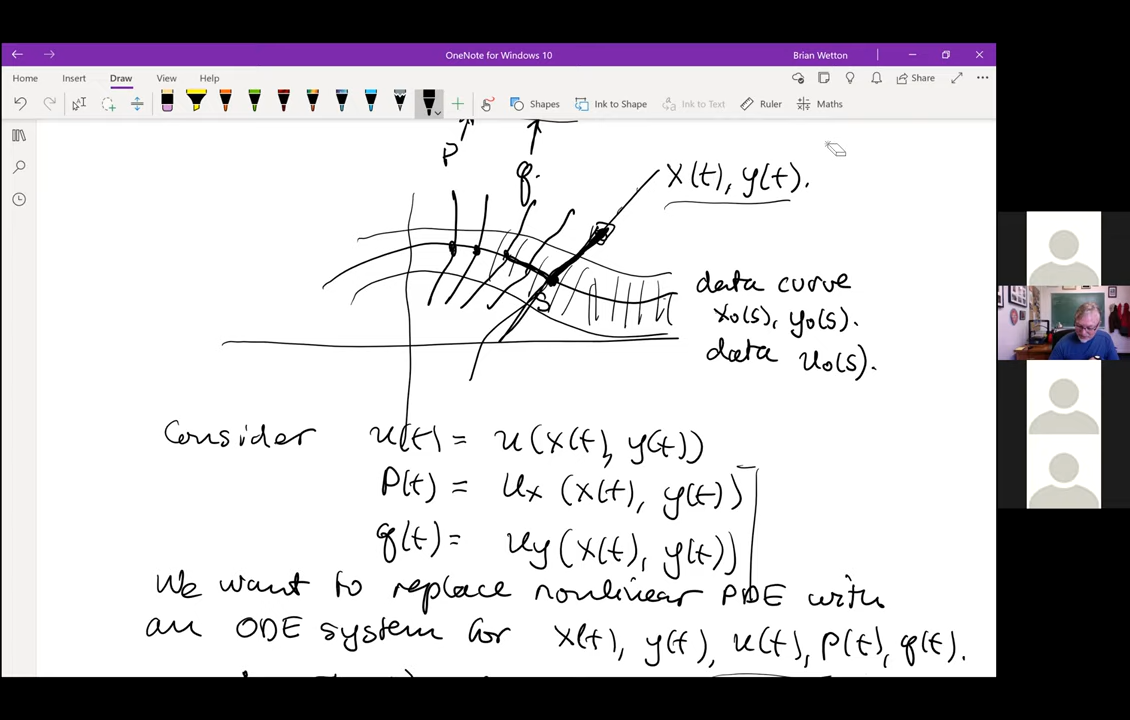 OneNote for Windows 10
Brian Wetton
Home Insert Draw View Help
Share
Shapes Ink to Shape Ink to Text Ruler Maths
P
q.
x(t), y(t).
S
data curve
x₀(s), y₀(s).
data u₀(s).
Consider u(t) = u(x(t), y(t))
P(t) = ux (x(t), y(t))
q(t) = uy (x(t), y(t))
We want to replace nonlinear PDE with
an ODE system for x(t), y(t), u(t), p(t), q(t).